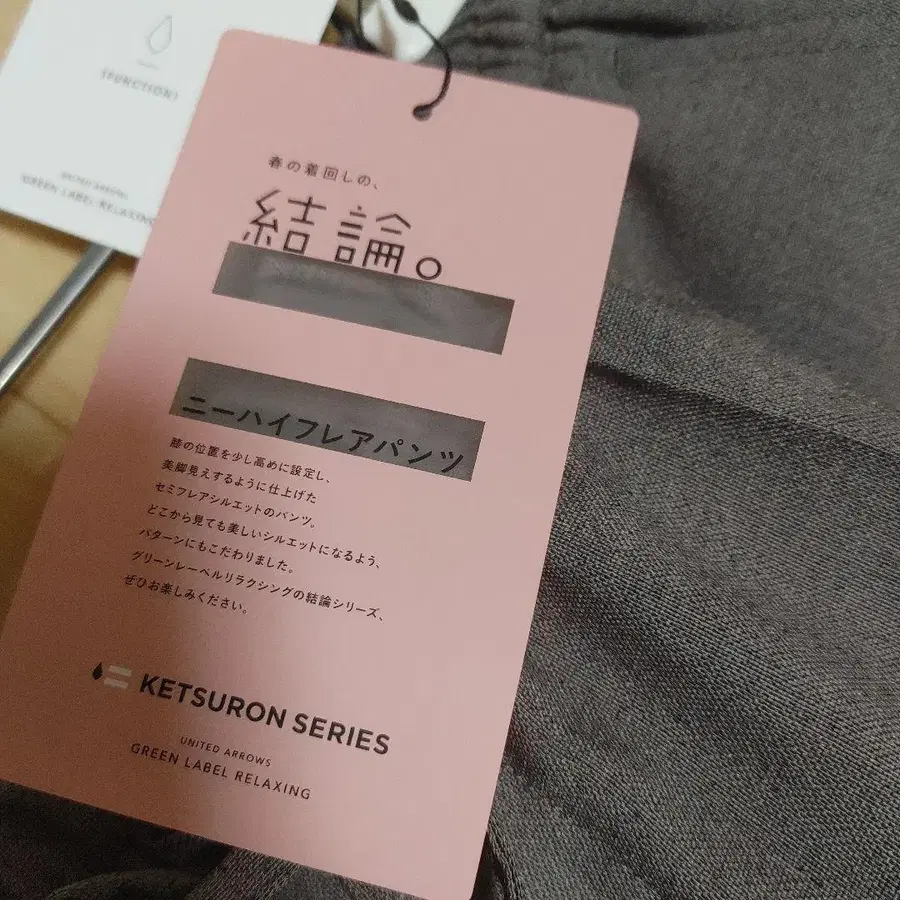 (FUNCTION)
UNITED ARROWS
GREEN LABEL RELAXING
春の着回しの、
結論。
ニーハイフレアパンツ
膝の位置を少し高めに設定し、
美脚見えするように仕上げた
セミフレアシルエットのパンツ。
どこから見ても美しいシルエットになるよう、
パターンにもこだわりました。
グリーンレーベルリラクシングの結論シリーズ、
ぜひお楽しみください。
KETSURON SERIES
UNITED ARROWS
GREEN LABEL RELAXING